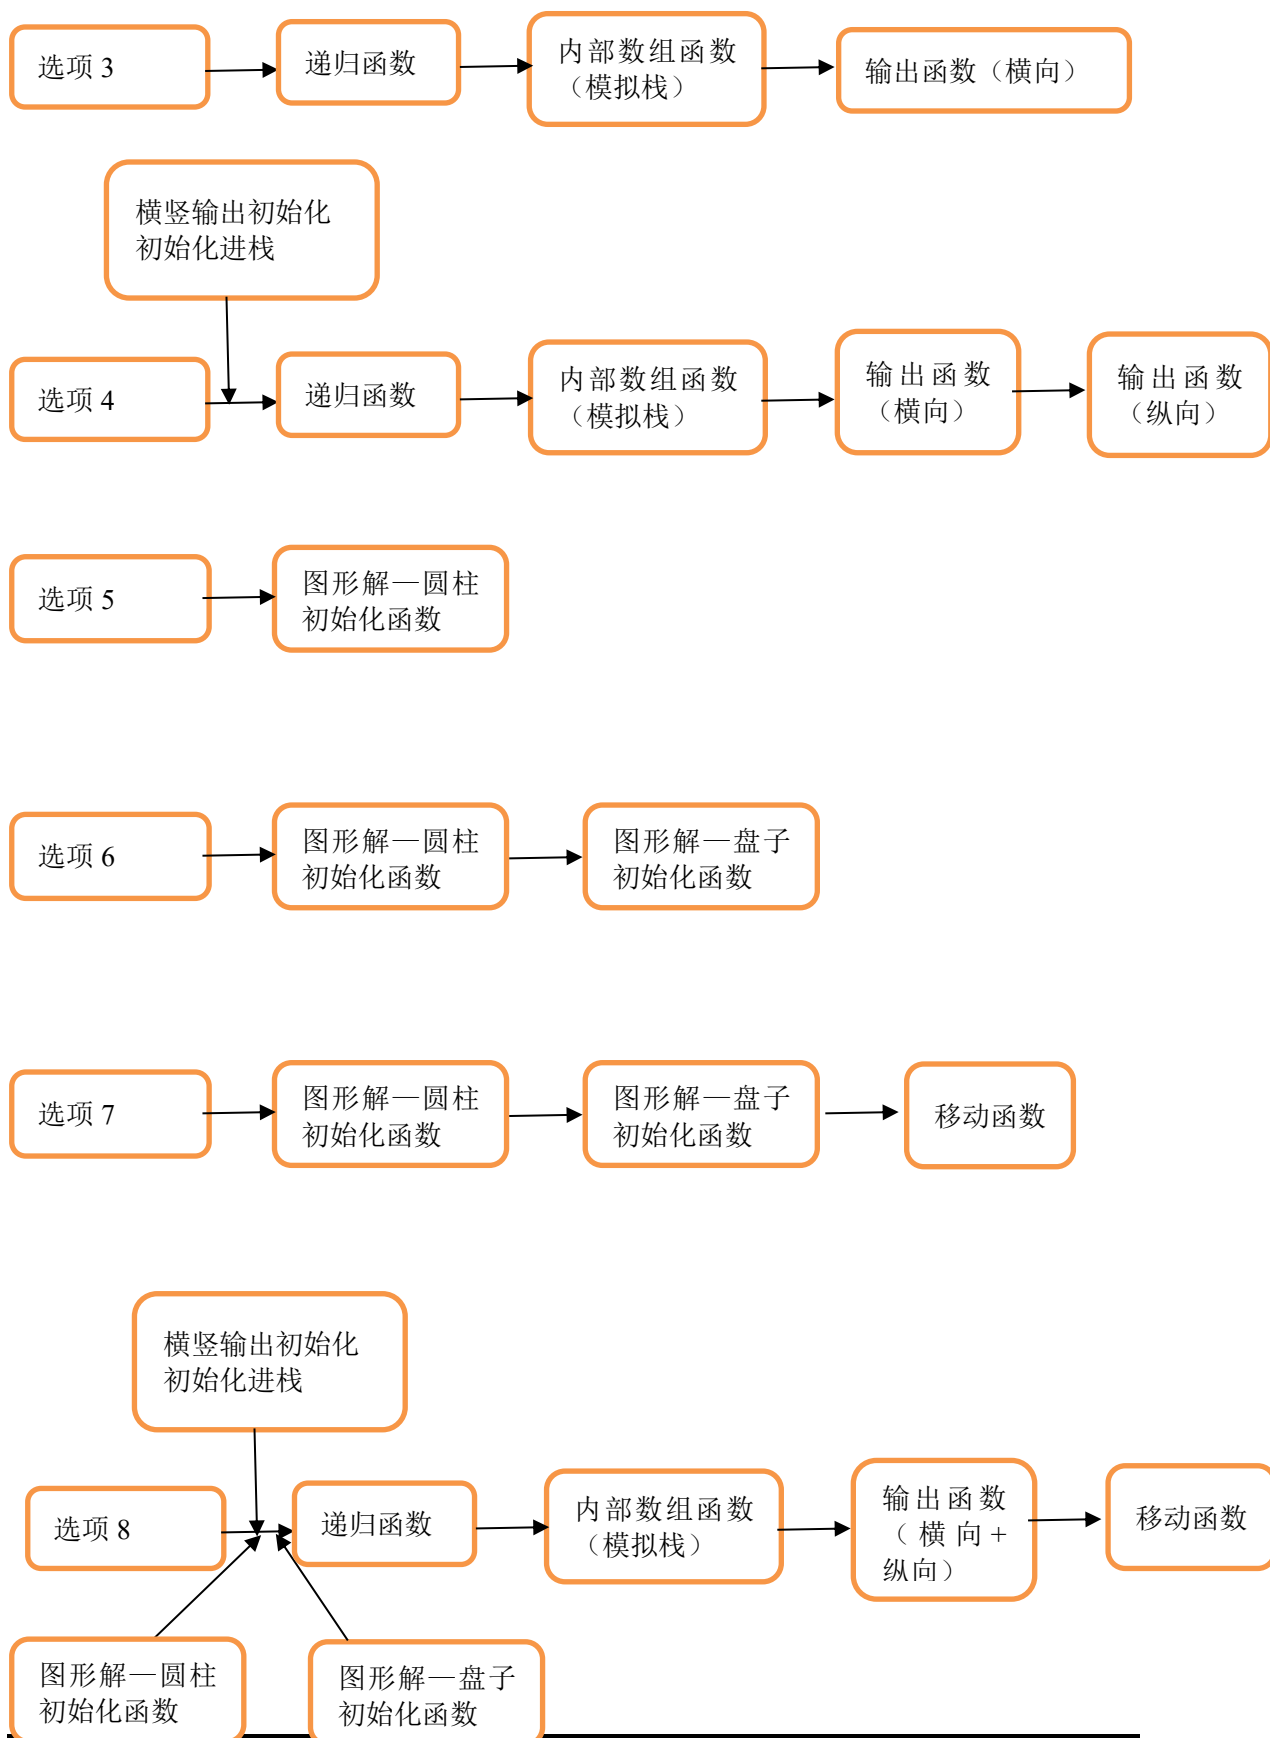 选项 3
递归函数
内部数组函数
（模拟栈）
输出函数（横向）
横竖输出初始化
初始化进栈
选项 4
递归函数
内部数组函数
（模拟栈）
输出函数
（横向）
输出函数
（纵向）
选项 5
图形解—圆柱
初始化函数
选项 6
图形解—圆柱
初始化函数
图形解—盘子
初始化函数
选项 7
图形解—圆柱
初始化函数
图形解—盘子
初始化函数
移动函数
横竖输出初始化
初始化进栈
选项 8
递归函数
内部数组函数
（模拟栈）
输出函数
（横向+
纵向）
移动函数
图形解—圆柱
初始化函数
图形解—盘子
初始化函数